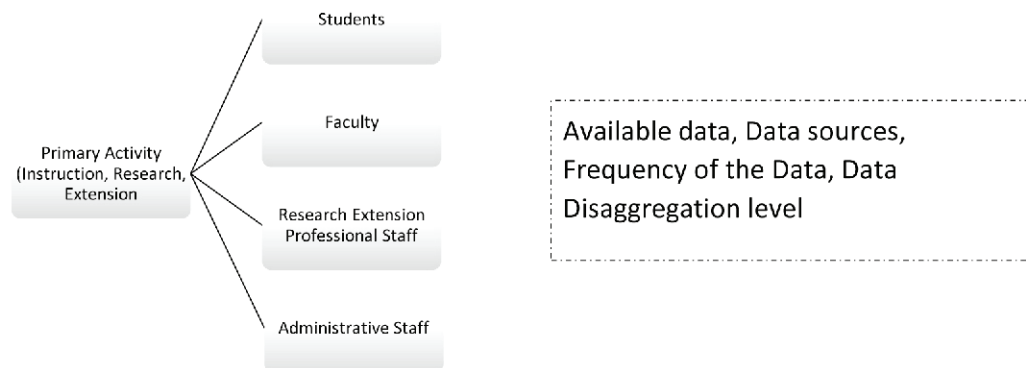 Students
Faculty
Primary Activity
(Instruction, Research,
Extension
Research Extension
Professional Staff
Administrative Staff
Available data, Data sources,
Frequency of the Data, Data
Disaggregation level